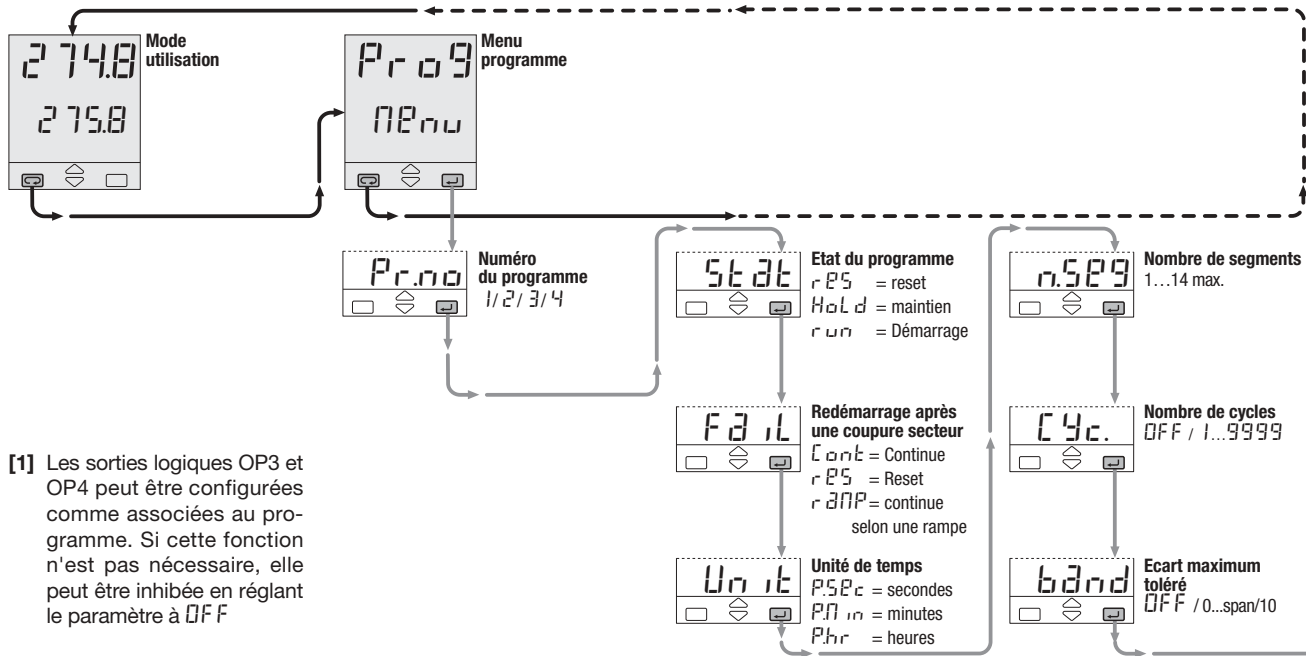 274.8
275.8
Mode
utilisation
Prog
Menu
Menu
programme
Pr.no
Numéro
du programme
1/ 2/ 3/ 4
Stat
Etat du programme
rES = reset
HoLd = maintien
run = Démarrage
n.SEg
Nombre de segments
1…14 max.
FaiL
Redémarrage après
une coupure secteur
Cont = Continue
rES = Reset
raMP = continue
selon une rampe
CYc.
Nombre de cycles
OFF / 1...9999
[1] Les sorties logiques OP3 et
OP4 peut être configurées
comme associées au pro-
gramme. Si cette fonction
n'est pas nécessaire, elle
peut être inhibée en réglant
le paramètre à OFF
Unit
Unité de temps
P.SEc = secondes
P.Min = minutes
P.hr = heures
band
Ecart maximum
toléré
OFF / 0...span/10